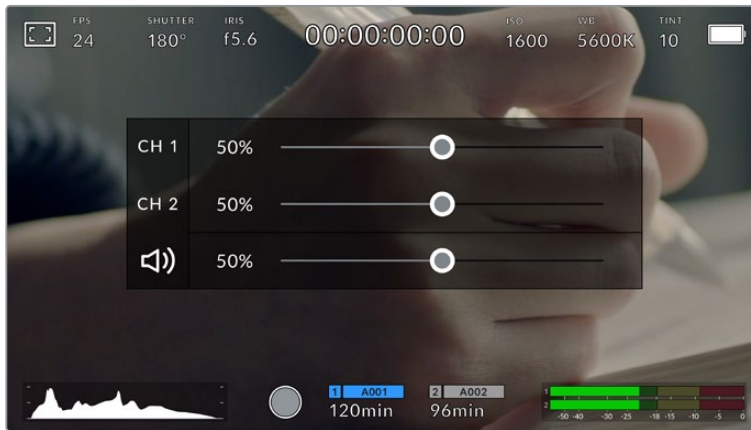 FPS SHUTTER IRIS ISO WB TINT
24 180° f5.6 00:00:00:00 1600 5600K 10
CH 1 50%
CH 2 50%
50%
1 A001 2 A002
120min 96min
1
2
-50 -40 -30 -25 -18 -15 -10 -5 0